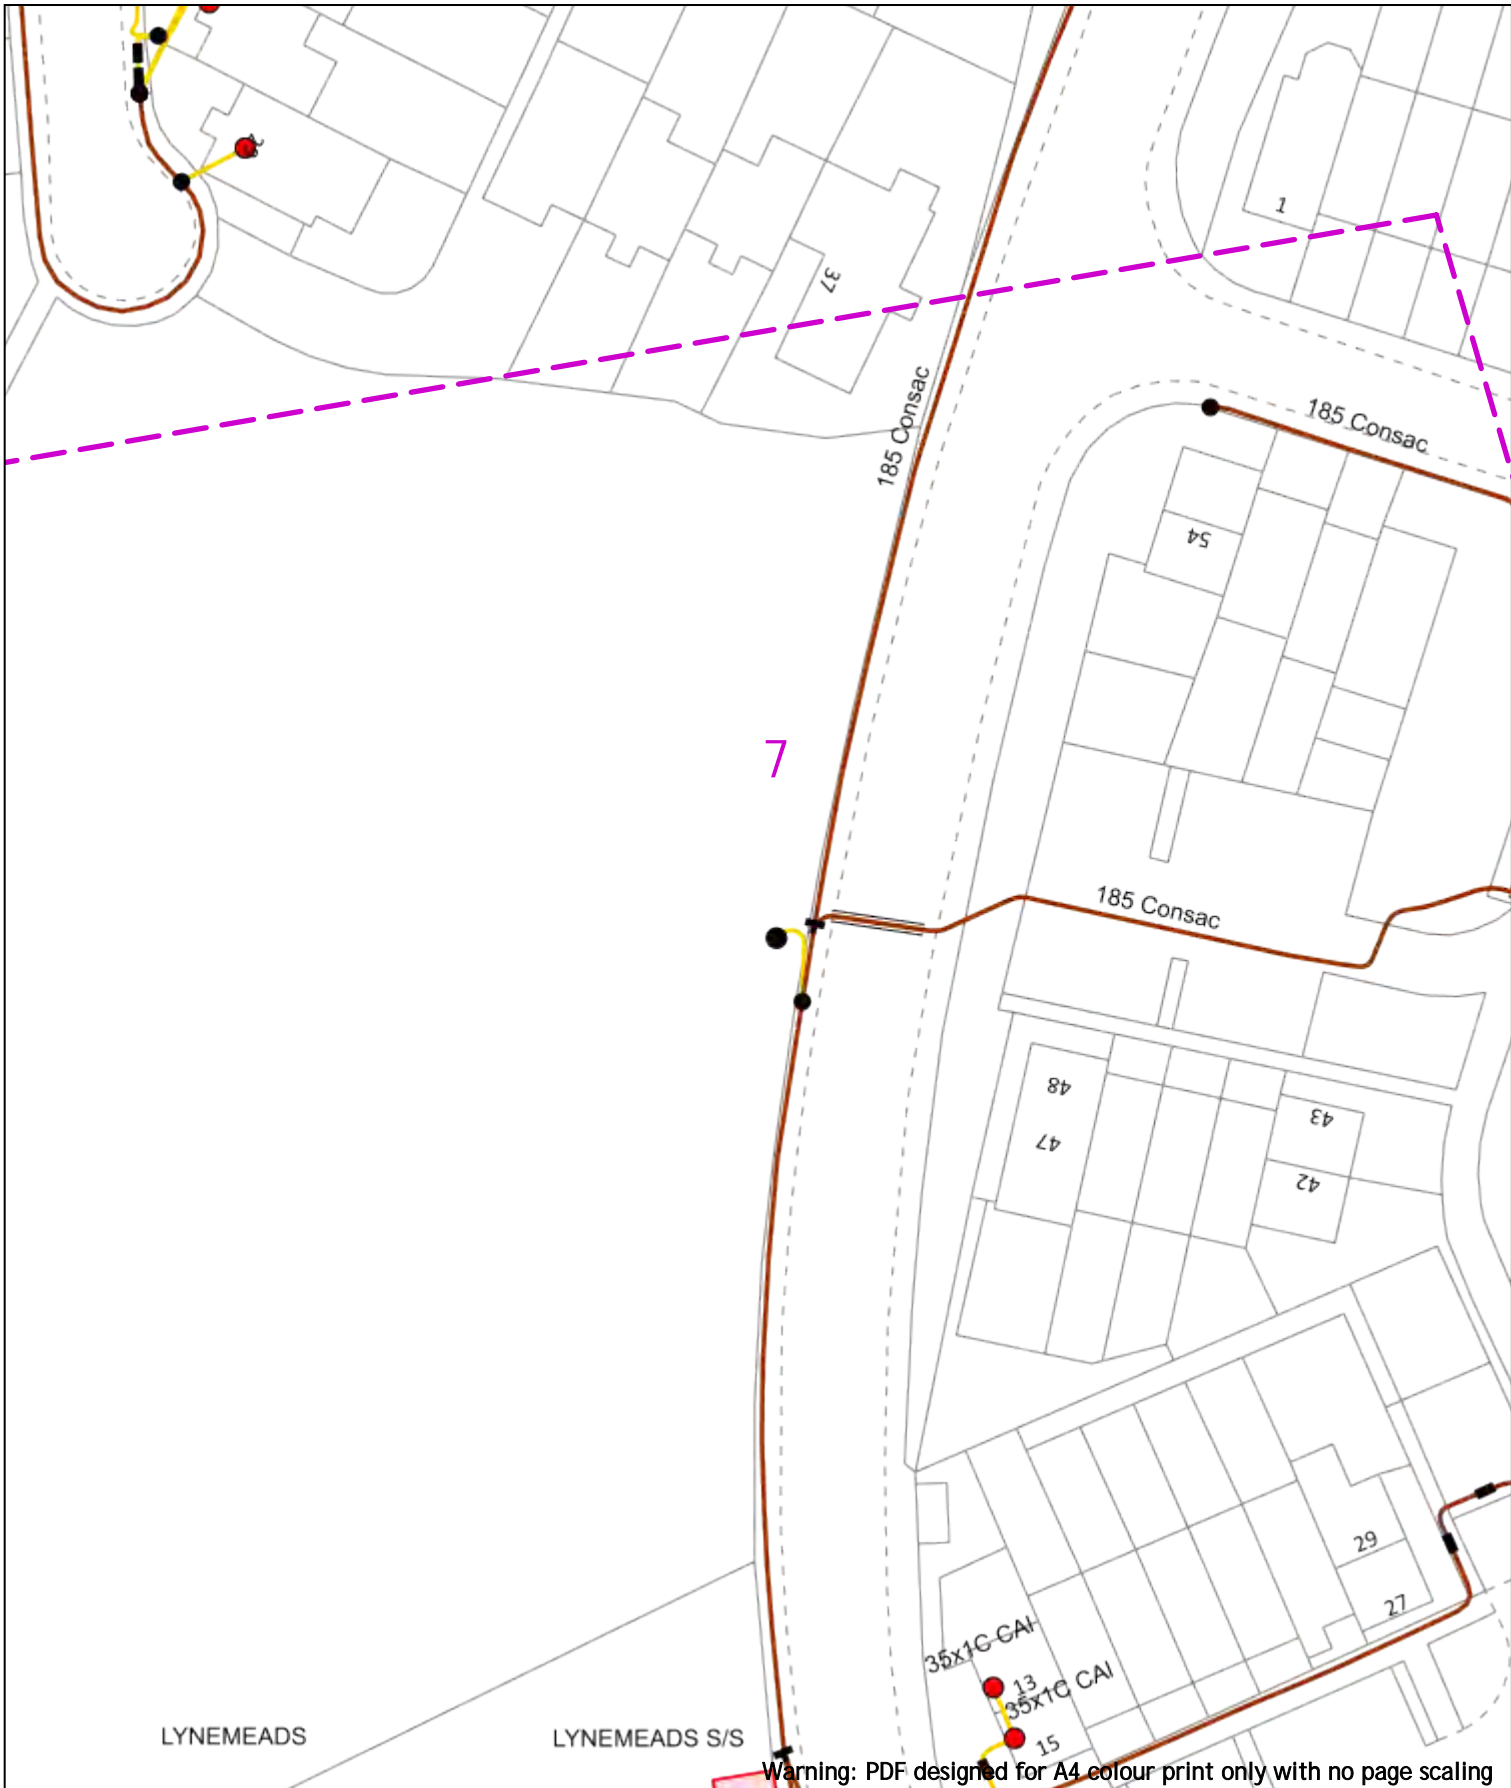 1
37
185 Consac
185 Consac
54
7
185 Consac
48
43
47
42
29
27
35x1C CAI
13
35x1C CAI
15
LYNEMEADS
LYNEMEADS S/S
Warning: PDF designed for A4 colour print only with no page scaling